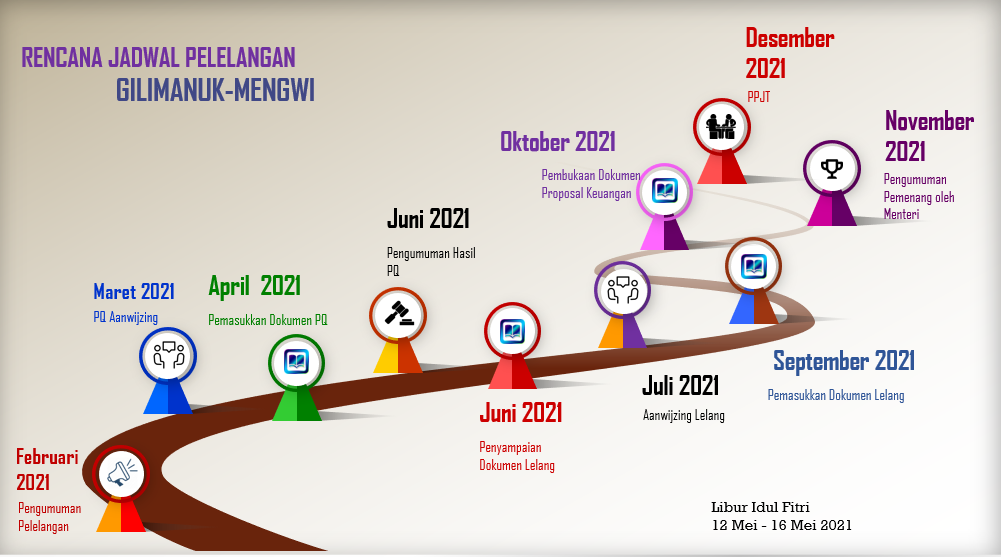 RENCANA JADWAL PELELANGAN
GILIMANUK-MENGWI
Februari
2021
Pengumuman
Pelelangan
Maret 2021
PQ Aanwijzing
April 2021
Pemasukkan Dokumen PQ
Juni 2021
Pengumuman Hasil
PQ
Juni 2021
Penyampaian
Dokumen Lelang
Juli 2021
Aanwijzing Lelang
September 2021
Pemasukkan Dokumen Lelang
Oktober 2021
Pembukaan Dokumen
Proposal Keuangan
November
2021
Pengumuman
Pemenang oleh
Menteri
Desember
2021
PPJT
Libur Idul Fitri
12 Mei - 16 Mei 2021